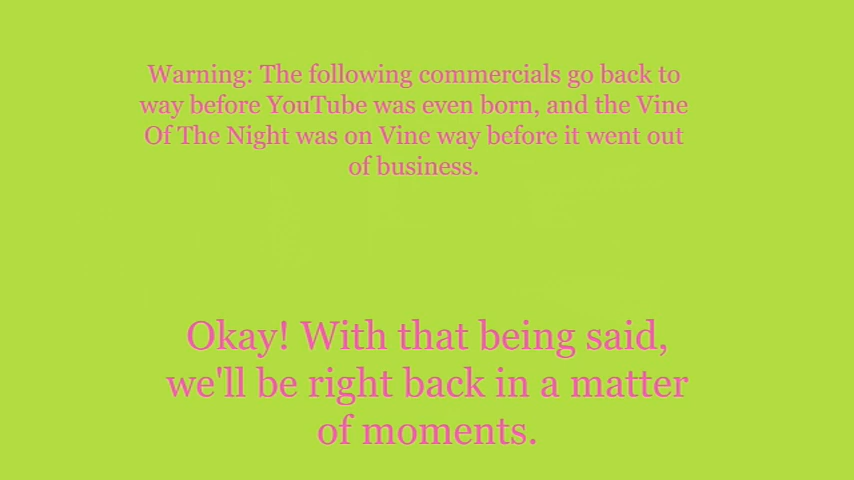 Warning: The following commercials go back to
way before YouTube was even born, and the Vine
Of The Night was on Vine way before it went out
of business.
Okay! With that being said,
we'll be right back in a matter
of moments.